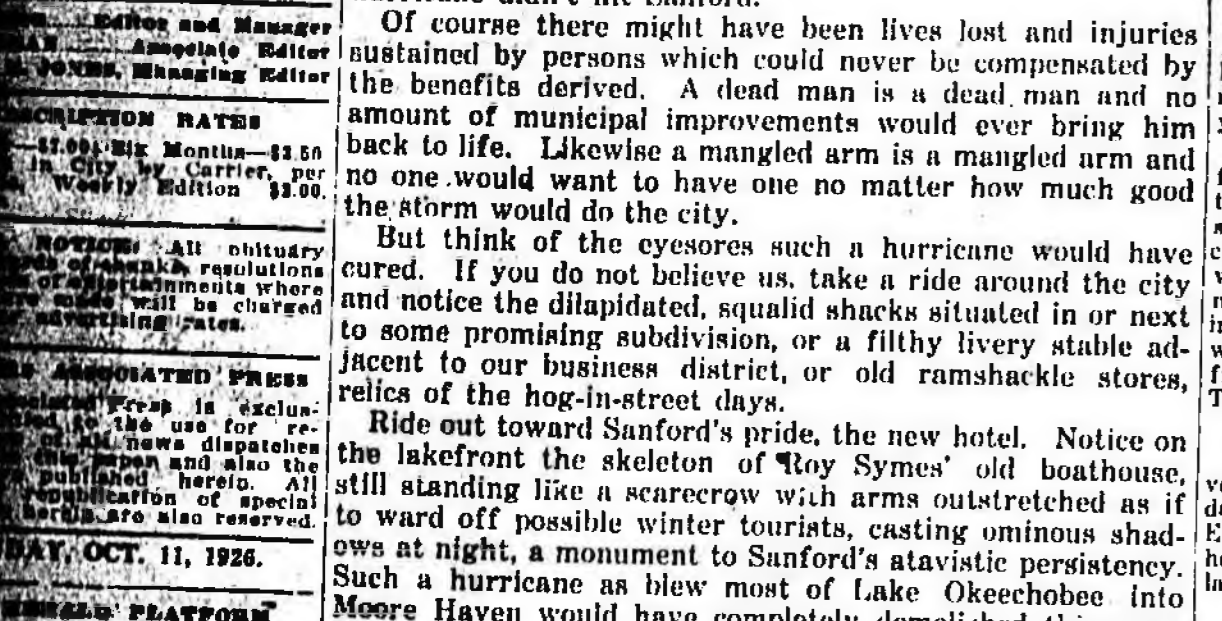 Editor and Manager
Associate Editor
JONES, Managing Editor
RATES
Six Months—$3.50
in City by Carrier, per
Weekly Edition $2.00.
NOTICE: All obituary
resolutions
of entertainments where
will be charged
advertising rates.
ASSOCIATED PRESS
Press is exclus-
the use for re-
of all news dispatches
this paper and also the
published herein. All
republication of special
herein are also reserved.
OCT. 11, 1926.
HERALD PLATFORM
Of course there might have been lives lost and injuries
sustained by persons which could never be compensated by
the benefits derived. A dead man is a dead man and no
amount of municipal improvements would ever bring him
back to life. Likewise a mangled arm is a mangled arm and
no one would want to have one no matter how much good
the storm would do the city.
But think of the eyesores such a hurricane would have
cured. If you do not believe us, take a ride around the city
and notice the dilapidated, squalid shacks situated in or next
to some promising subdivision, or a filthy livery stable ad-
jacent to our business district, or old ramshackle stores,
relics of the hog-in-street days.
Ride out toward Sanford's pride, the new hotel. Notice on
the lakefront the skeleton of Roy Symes' old boathouse,
still standing like a scarecrow with arms outstretched as if
to ward off possible winter tourists, casting ominous shad-
ows at night, a monument to Sanford's atavistic persistency.
Such a hurricane as blew most of Lake Okeechobee into
Moore Haven would have completely demolished